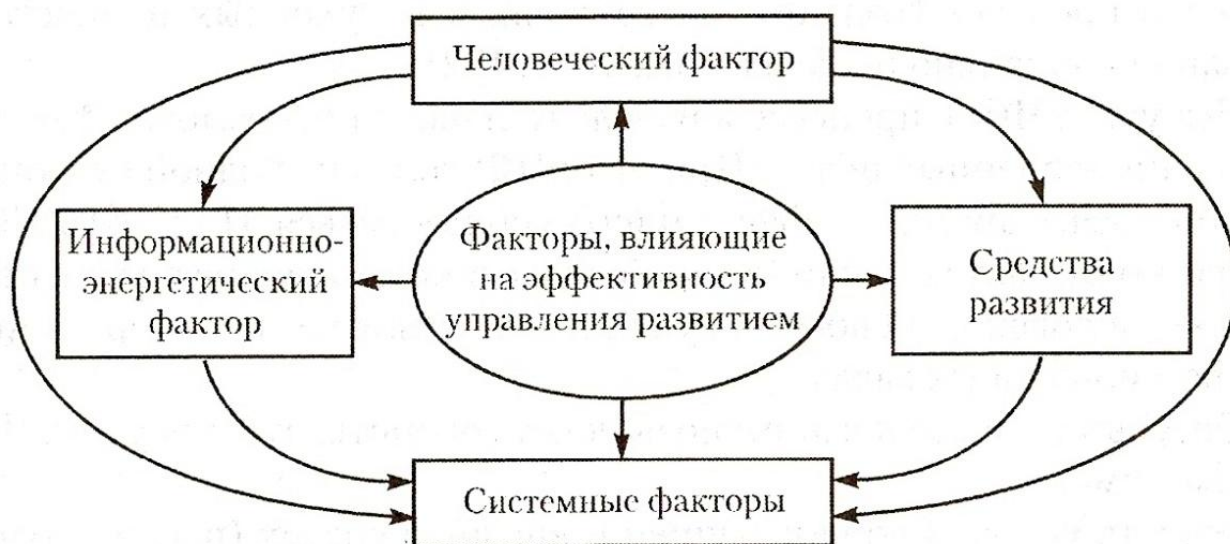 Человеческий фактор
Информационно-
энергетический
фактор
Факторы, влияющие
на эффективность
управления развитием
Средства
развития
Системные факторы